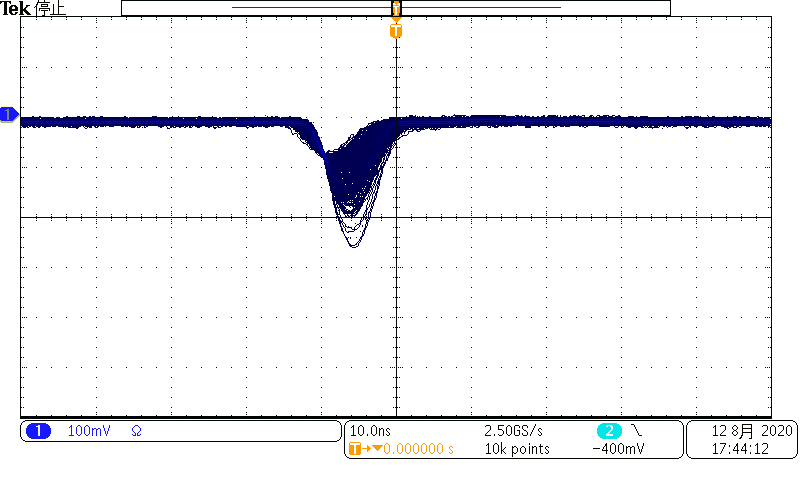 Tek 停止
T
T
1
1 100mV Ω
10.0ns 2.50GS/s 2
T→▼0.000000 s 10k points −400mV
12 8月 2020
17:44:12